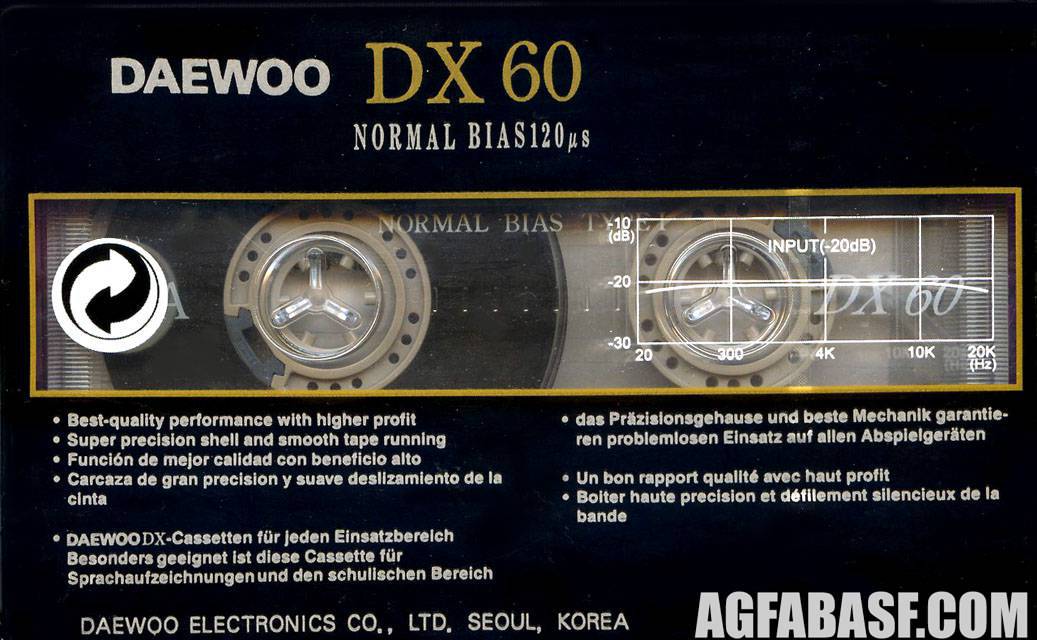 DAEWOO DX 60
NORMAL BIAS120μs
NORMAL BIAS TYPE I
A
DX 60
-10
(dB)
INPUT(-20dB)
-20
-30
20 300 4K 10K 20K
(Hz)
• Best-quality performance with higher profit
• Super precision shell and smooth tape running
• Función de mejor calidad con beneficio alto
• Carcaza de gran precision y suave deslizamiento de la
cinta
• DAEWOO DX-Cassetten für jeden Einsatzbereich
Besonders geeignet ist diese Cassette für
Sprachaufzeichnungen und den schulischen Bereich
• das Präzisionsgehause und beste Mechanik garantie-
ren problemlosen Einsatz auf allen Abspielgeräten
• Un bon rapport qualité avec haut profit
• Boiter haute precision et défilement silencieux de la
bande
DAEWOO ELECTRONICS CO., LTD. SEOUL, KOREA
AGFABASF.COM